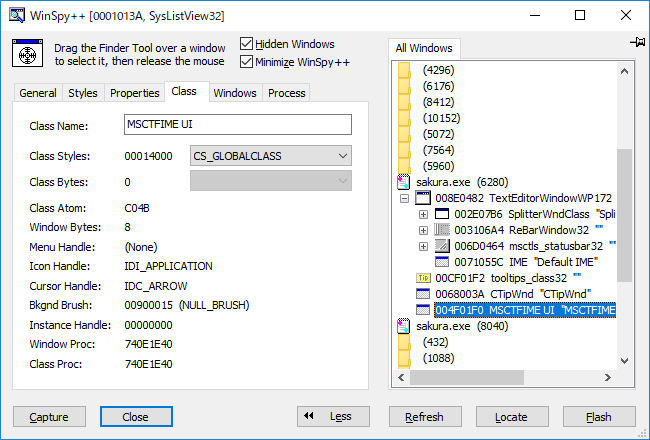 WinSpy++ [0001013A, SysListView32]
Drag the Finder Tool over a window
to select it, then release the mouse
Hidden Windows
Minimize WinSpy++
General Styles Properties Class Windows Process
Class Name: MSCTFIME UI
Class Styles: 00014000 CS_GLOBALCLASS
Class Bytes: 0
Class Atom: C04B
Window Bytes: 8
Menu Handle: (None)
Icon Handle: IDI_APPLICATION
Cursor Handle: IDC_ARROW
Bkgnd Brush: 00900015 (NULL_BRUSH)
Instance Handle: 00000000
Window Proc: 740E1E40
Class Proc: 740E1E40
All Windows
(4296)
(6176)
(8412)
(10152)
(5072)
(7564)
(5960)
sakura.exe (6280)
008E0482 TextEditorWindowWP172
002E07B6 SplitterWndClass "Spli
003106A4 ReBarWindow32 ""
006D0464 msctls_statusbar32 ""
0071055C IME "Default IME"
Tip 00CF01F2 tooltips_class32 ""
0068003A CTipWnd "CTipWnd"
004F01F0 MSCTFIME UI "MSCTFIME
sakura.exe (8040)
(432)
(1088)
Capture Close Less Refresh Locate Flash